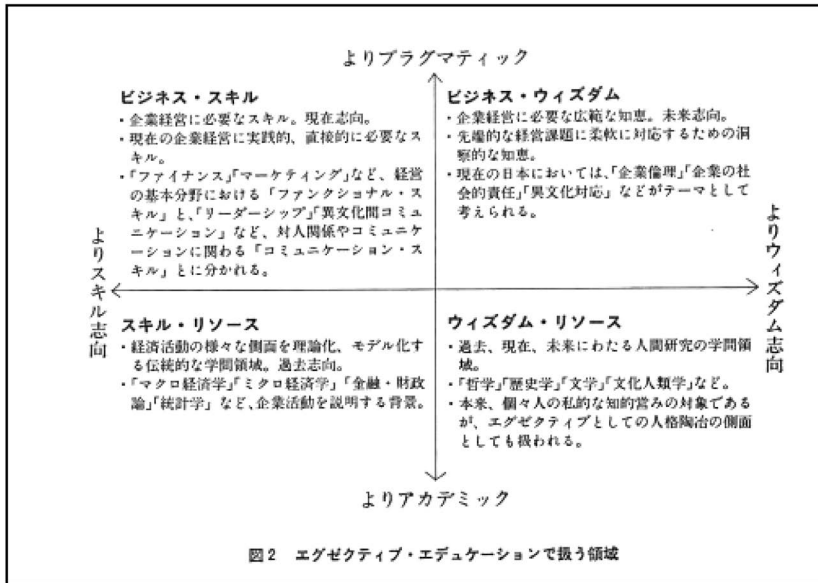 よりプラグマティック
ビジネス・スキル
・企業経営に必要なスキル。現在志向。
・現在の企業経営に実践的、直接的に必要なス
キル。
・「ファイナンス」「マーケティング」など、経営
の基本分野における「ファンクショナル・ス
キル」と、「リーダーシップ」「異文化間コミュ
ニケーション」など、対人関係やコミュニケ
ーションに関わる「コミュニケーション・ス
キル」とに分かれる。
ビジネス・ウィズダム
・企業経営に必要な広範な知恵。未来志向。
・先端的な経営課題に柔軟に対応するための洞
察的な知恵。
・現在の日本においては、「企業倫理」「企業の社
会的責任」「異文化対応」などがテーマとして
考えられる。
よりスキル志向
よりウィズダム志向
スキル・リソース
・経済活動の様々な側面を理論化、モデル化す
る伝統的な学問領域。過去志向。
・「マクロ経済学」「ミクロ経済学」「金融・財政
論」「統計学」など、企業活動を説明する背景。
ウィズダム・リソース
・過去、現在、未来にわたる人間研究の学問領
域。
・「哲学」「歴史学」「文学」「文化人類学」など。
・本来、個々人の私的な知的営みの対象である
が、エグゼクティブとしての人格陶冶の側面
としても扱われる。
よりアカデミック
図2 エグゼクティブ・エデュケーションで扱う領域